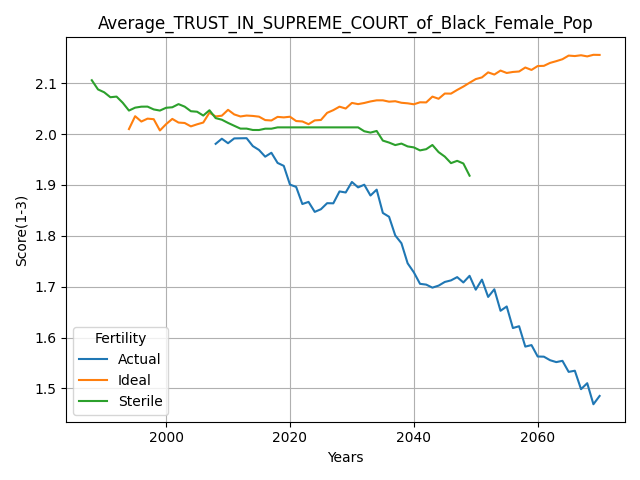 Average_TRUST_IN_SUPREME_COURT_of_Black_Female_Pop
Score(1-3)
2.1
2.0
1.9
1.8
1.7
1.6
1.5
Fertility
Actual
Ideal
Sterile
2000 2020 2040 2060
Years